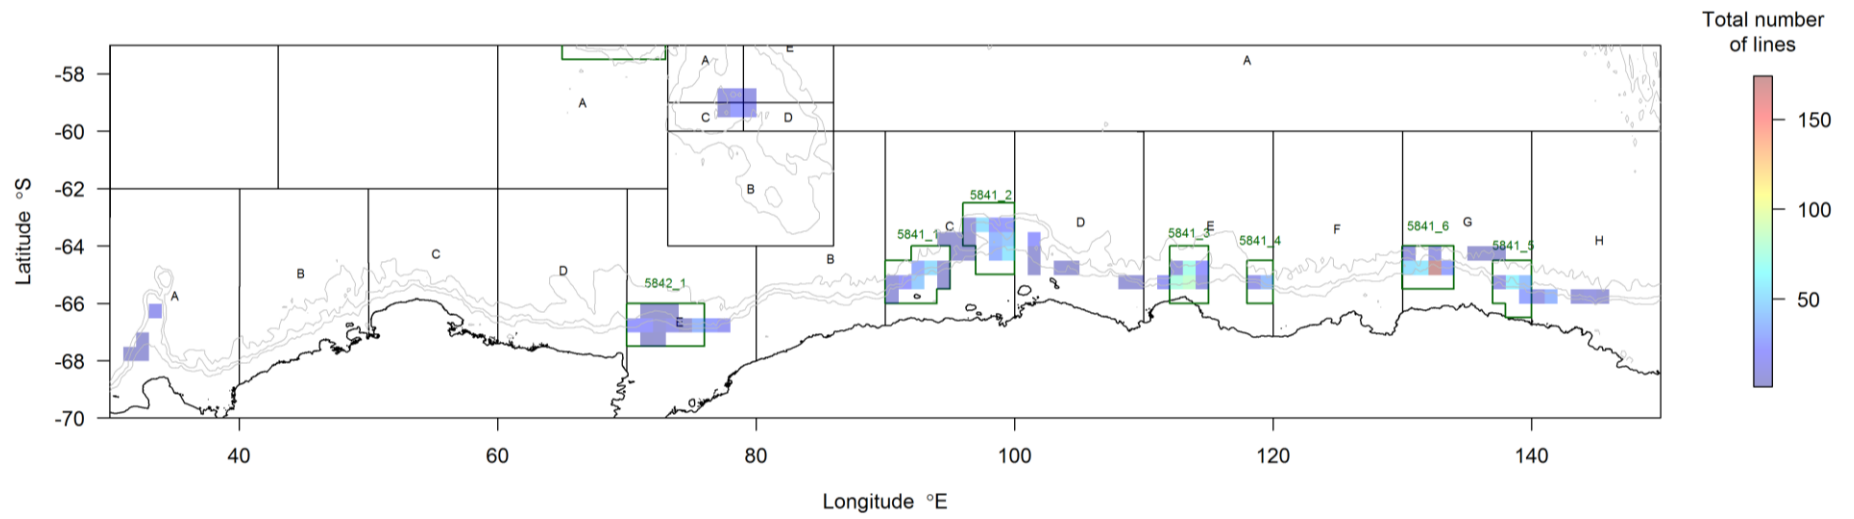 Total number
of lines
E
A
A
-58
A
-60
C
D
-62
B
5841_2
C
5841_1
D
5841_3
E
5841_4
F
5841_6
G
5841_5
H
-64
C
B
D
B
5842_1
A
E
-66
-68
-70
150
100
50
40
60
80
100
120
140
Latitude °S
Longitude °E